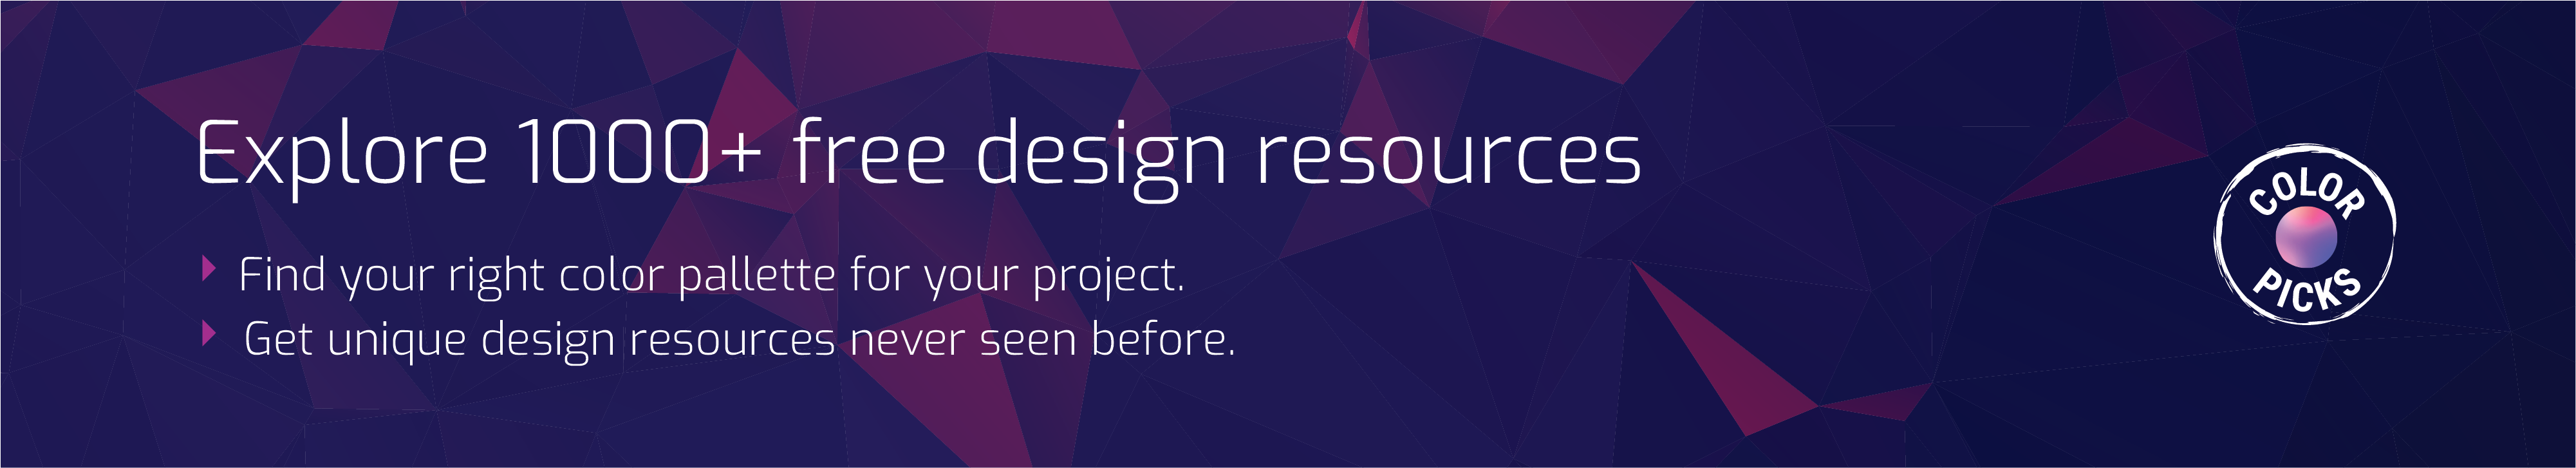 Explore 1000+ free design resources
Find your right color pallette for your project.
Get unique design resources never seen before.
COLOR
PICKS